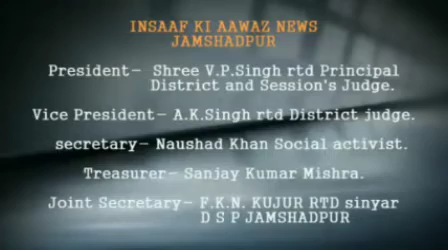 INSAAF KI AAWAZ NEWS
JAMSHADPUR
President- Shree V.P.Singh rtd Principal
District and Session's Judge.
Vice President- A.K.Singh rtd District judge.
secretary- Naushad Khan Social activist.
Treasurer- Sanjay Kumar Mishra.
Joint Secretary- F.K.N. KUJUR RTD sinyar
D S P JAMSHADPUR